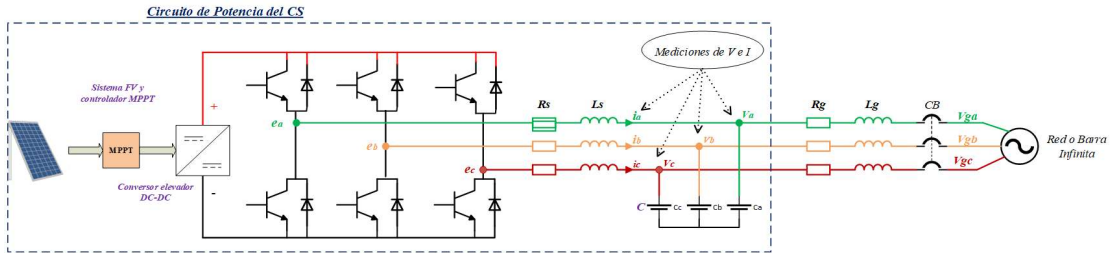 Circuito de Potencia del CS
Mediciones de V e I
Sistema FV y
controlador MPPT
MPPT
+
-
Conversor elevador
DC-DC
ea
eb
ec
Rs
Ls
ia
ib
ic
Va
vb
Vc
C
Cc
Cb
Ca
Rg
Lg
CB
Vga
Vgb
Vgc
Red o Barra
Infinita